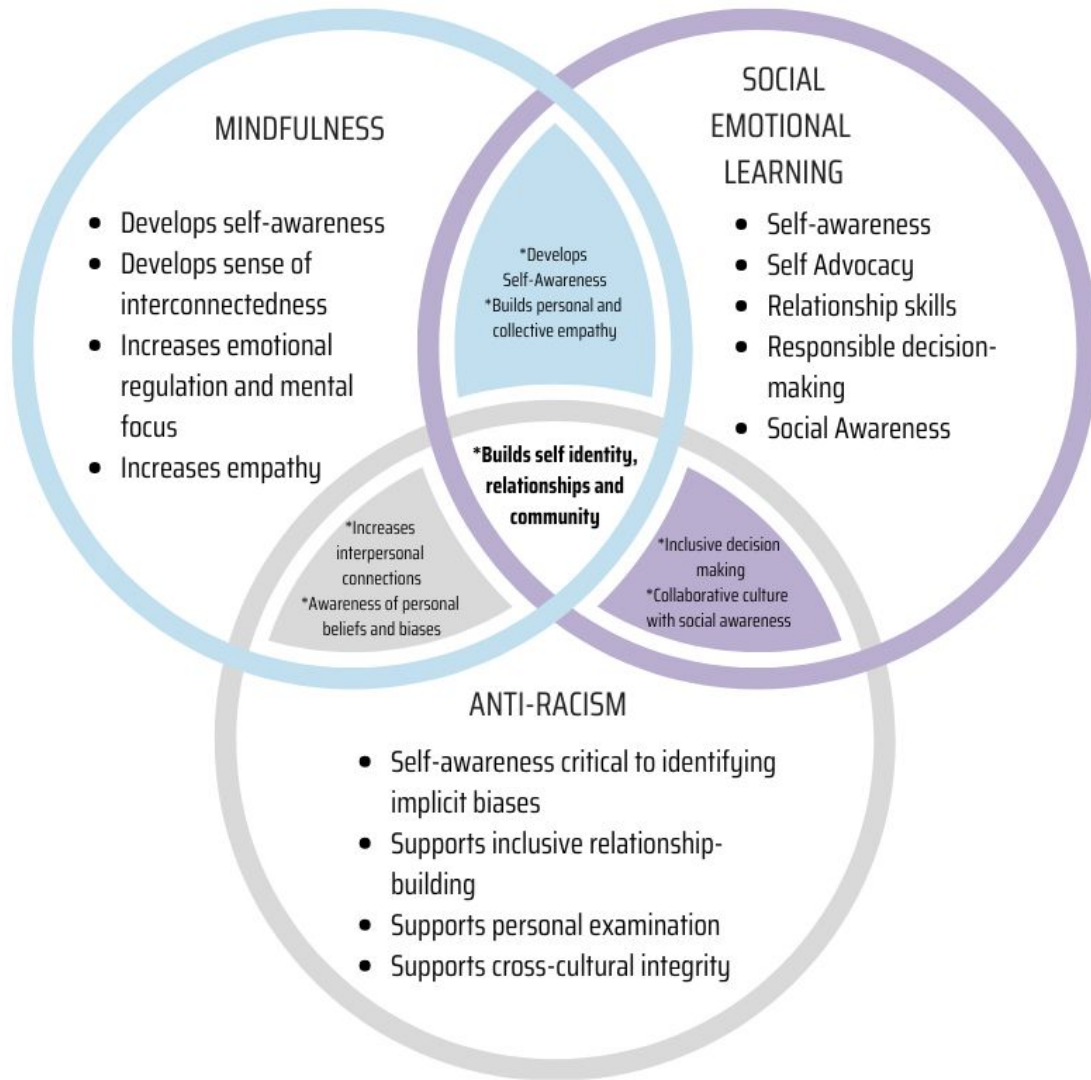 MINDFULNESS
• Develops self-awareness
• Develops sense of
interconnectedness
• Increases emotional
regulation and mental
focus
• Increases empathy
SOCIAL
EMOTIONAL
LEARNING
• Self-awareness
• Self Advocacy
• Relationship skills
• Responsible decision-
making
• Social Awareness
*Develops
Self-Awareness
*Builds personal and
collective empathy
*Builds self identity,
relationships and
community
*Increases
interpersonal
connections
*Awareness of personal
beliefs and biases
*Inclusive decision
making
*Collaborative culture
with social awareness
ANTI-RACISM
• Self-awareness critical to identifying
implicit biases
• Supports inclusive relationship-
building
• Supports personal examination
• Supports cross-cultural integrity